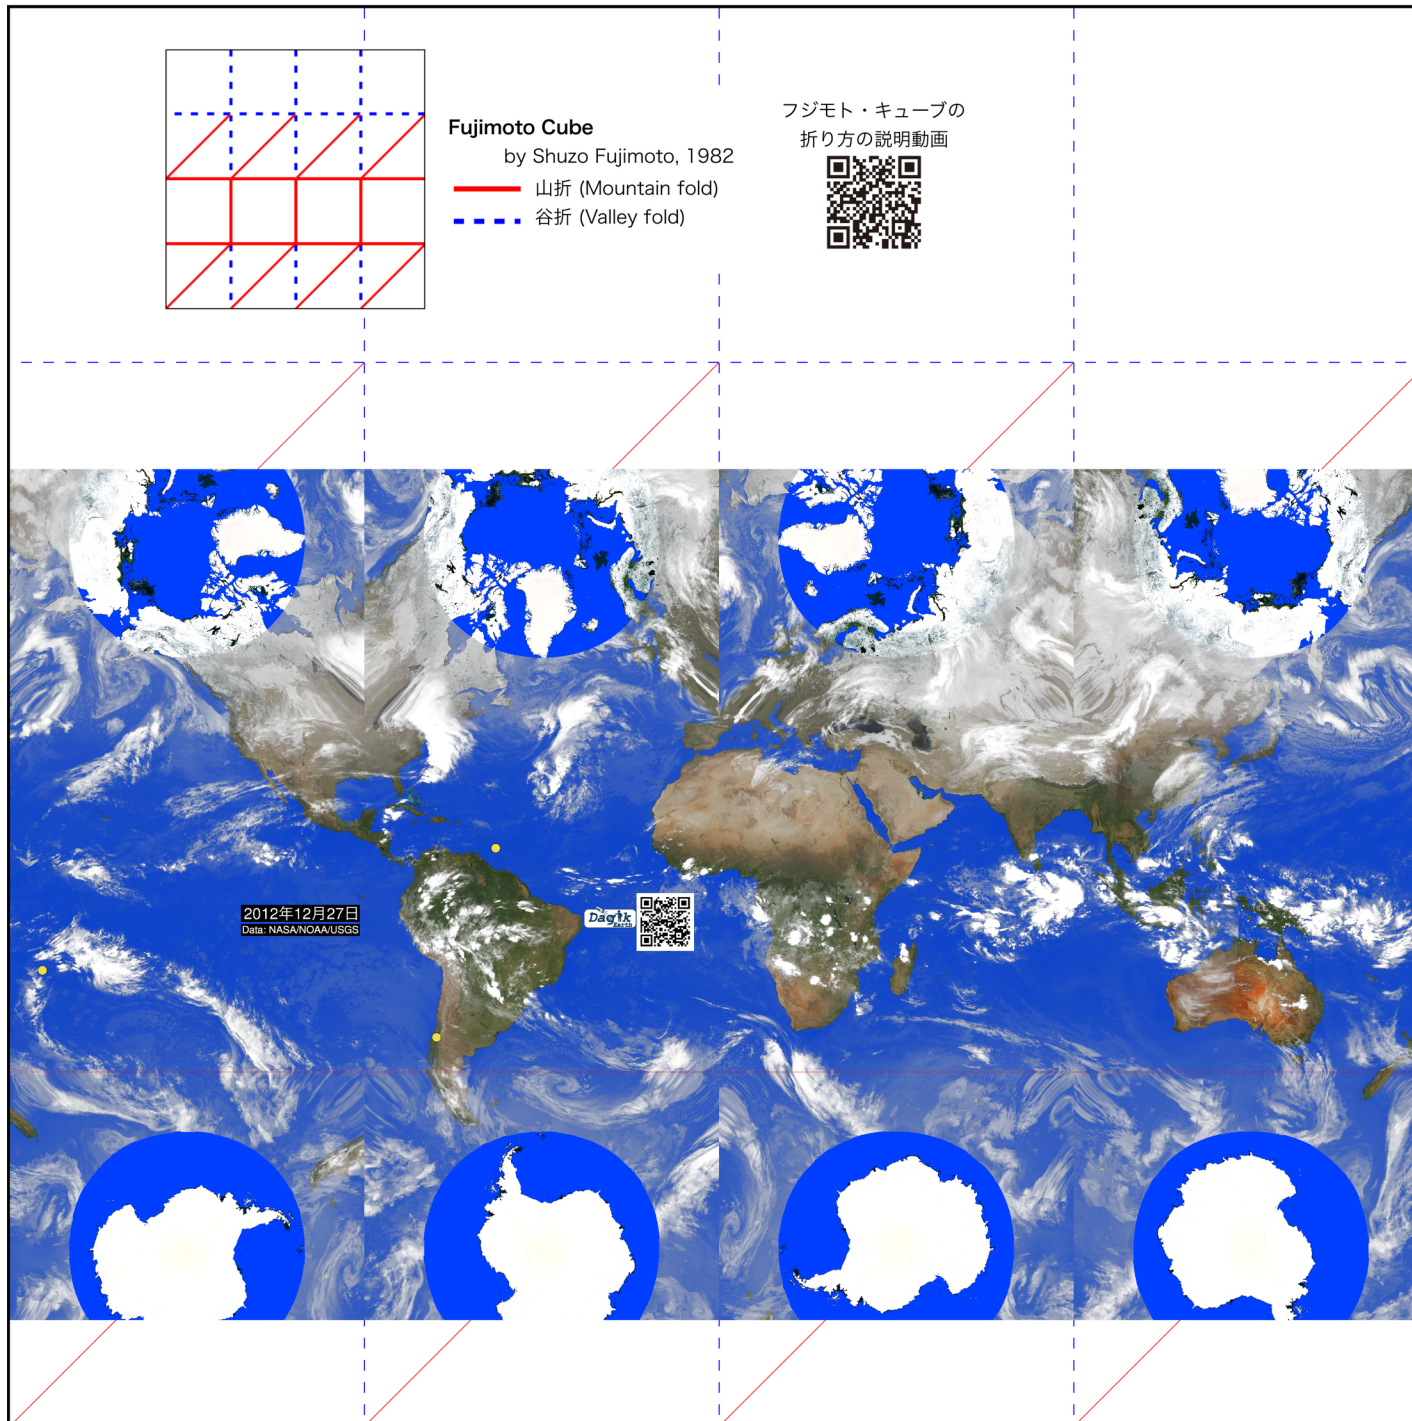 Fujimoto Cube
by Shuzo Fujimoto, 1982
山折 (Mountain fold)
谷折 (Valley fold)
フジモト・キューブの
折り方の説明動画
2012年12月27日
Data: NASA/NOAA/USGS
Dagik
Earth